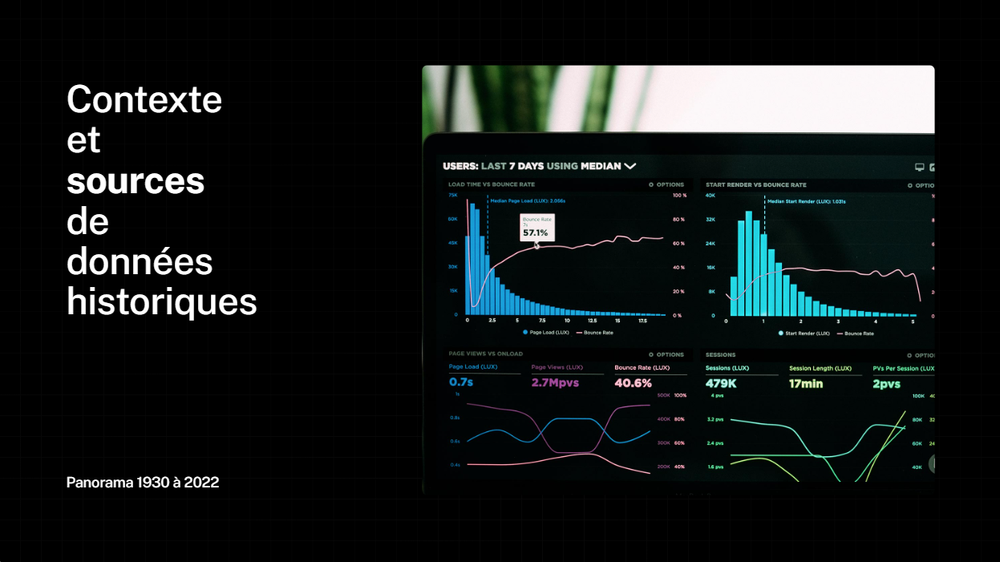 Contexte
et
sources
de
données
historiques
Panorama 1930 à 2022
USERS: LAST 7 DAYS USING MEDIAN
LOAD TIME VS BOUNCE RATE
OPTIONS
75K
60K
45K
30K
15K
0
100 %
80 %
60 %
40 %
20 %
0 %
Median Page Load (LUX): 2.056s
Bounce Rate
7s
57.1%
0 2.5 5 7.5 10 12.5 15 17.5
Page Load (LUX) Bounce Rate
START RENDER VS BOUNCE RATE
OPTIO
40K
32K
24K
16K
8K
0
Median Start Render (LUX): 1.031s
0 1 2 3 4 5
Start Render (LUX) Bounce Rate
PAGE VIEWS VS ONLOAD
OPTIONS
Page Load (LUX) Page Views (LUX) Bounce Rate (LUX)
0.7s 2.7Mpvs 40.6%
1s
0.8s
0.6s
0.4s
500K 100%
400K 80%
300K 60%
200K 40%
SESSIONS
OPTIO
Sessions (LUX) Session Length (LUX) PVs Per Session (LUX
479K 17min 2pvs
4 pvs
3.2 pvs
2.4 pvs
1.6 pvs
100K
80K
60K
40K